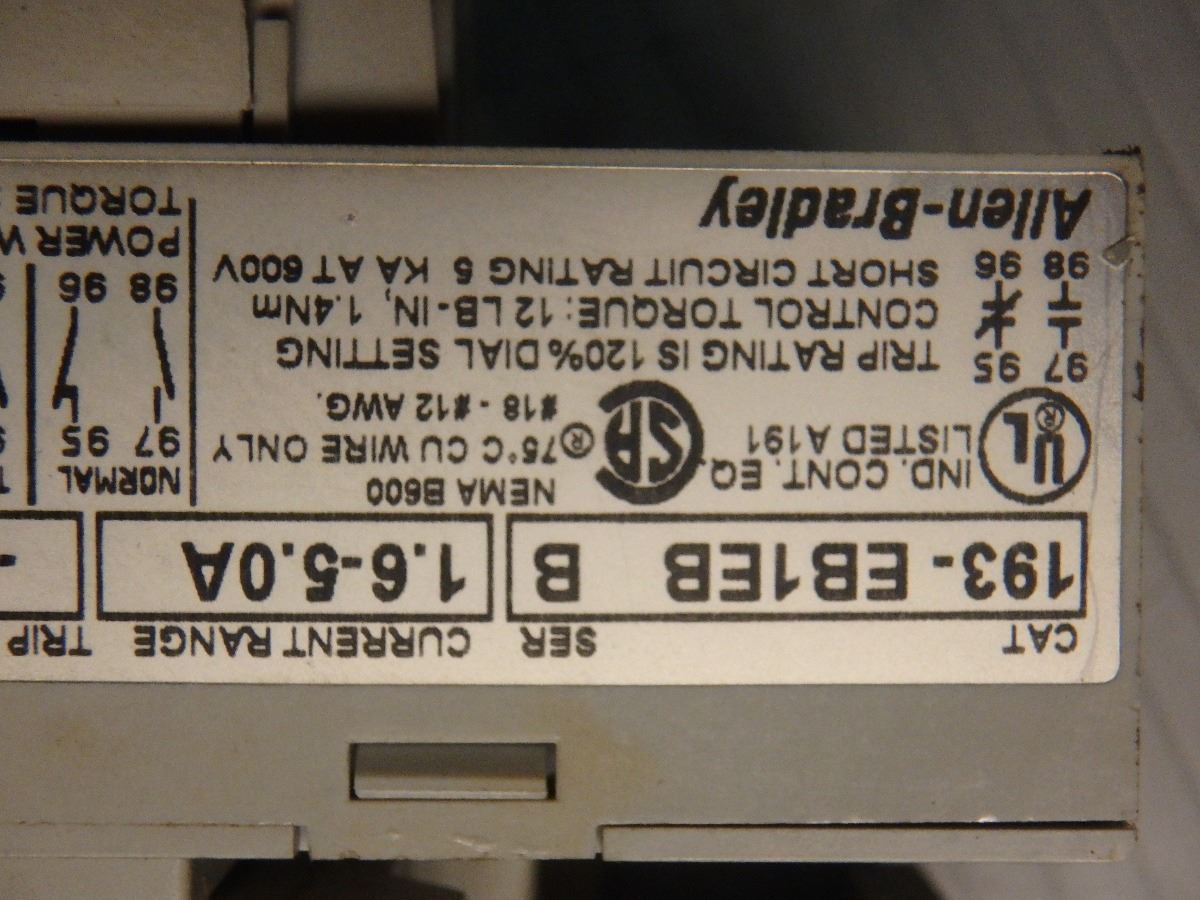 CAT SER CURRENT RANGE TRIP
193-EB1EB B 1.6-5.0A -
UL® IND. CONT. EQ. LISTED A191
SA® NEMA B600
75°C CU WIRE ONLY
#18 - #12 AWG.
97 95 TRIP RATING IS 120% DIAL SETTING
CONTROL TORQUE: 12 LB-IN, 1.4Nm
98 96 SHORT CIRCUIT RATING 5 KA AT 600V
Allen-Bradley
NORMAL
97 95
98 96
POWER
TORQUE